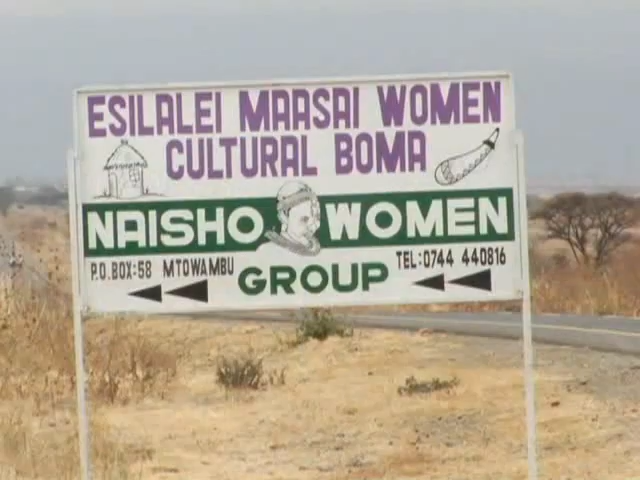 ESILALEI MAASAI WOMEN
CULTURAL BOMA
NAISHO WOMEN
P.O.BOX:58 MTOWAMBU
GROUP
TEL:0744 440816